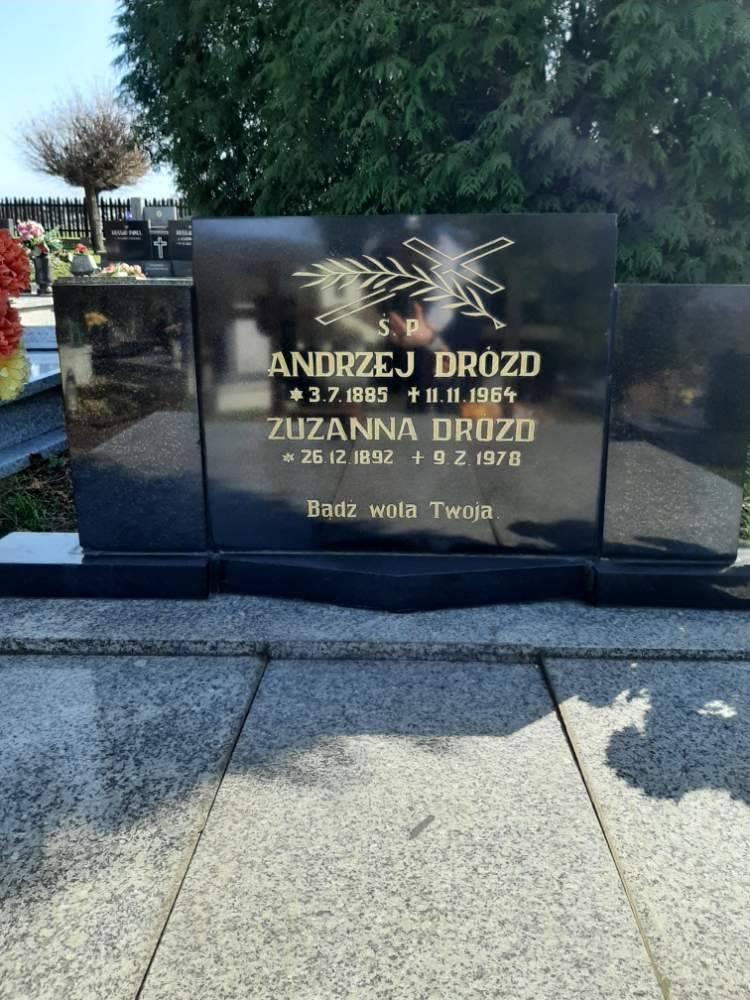 Ś. P
ANDRZEJ DRÓZD
* 3.7.1885 ✝ 11.11.1964
ZUZANNA DRÓZD
* 26.12.1892 ✝ 9.2.1978
Bądź wola Twoja.